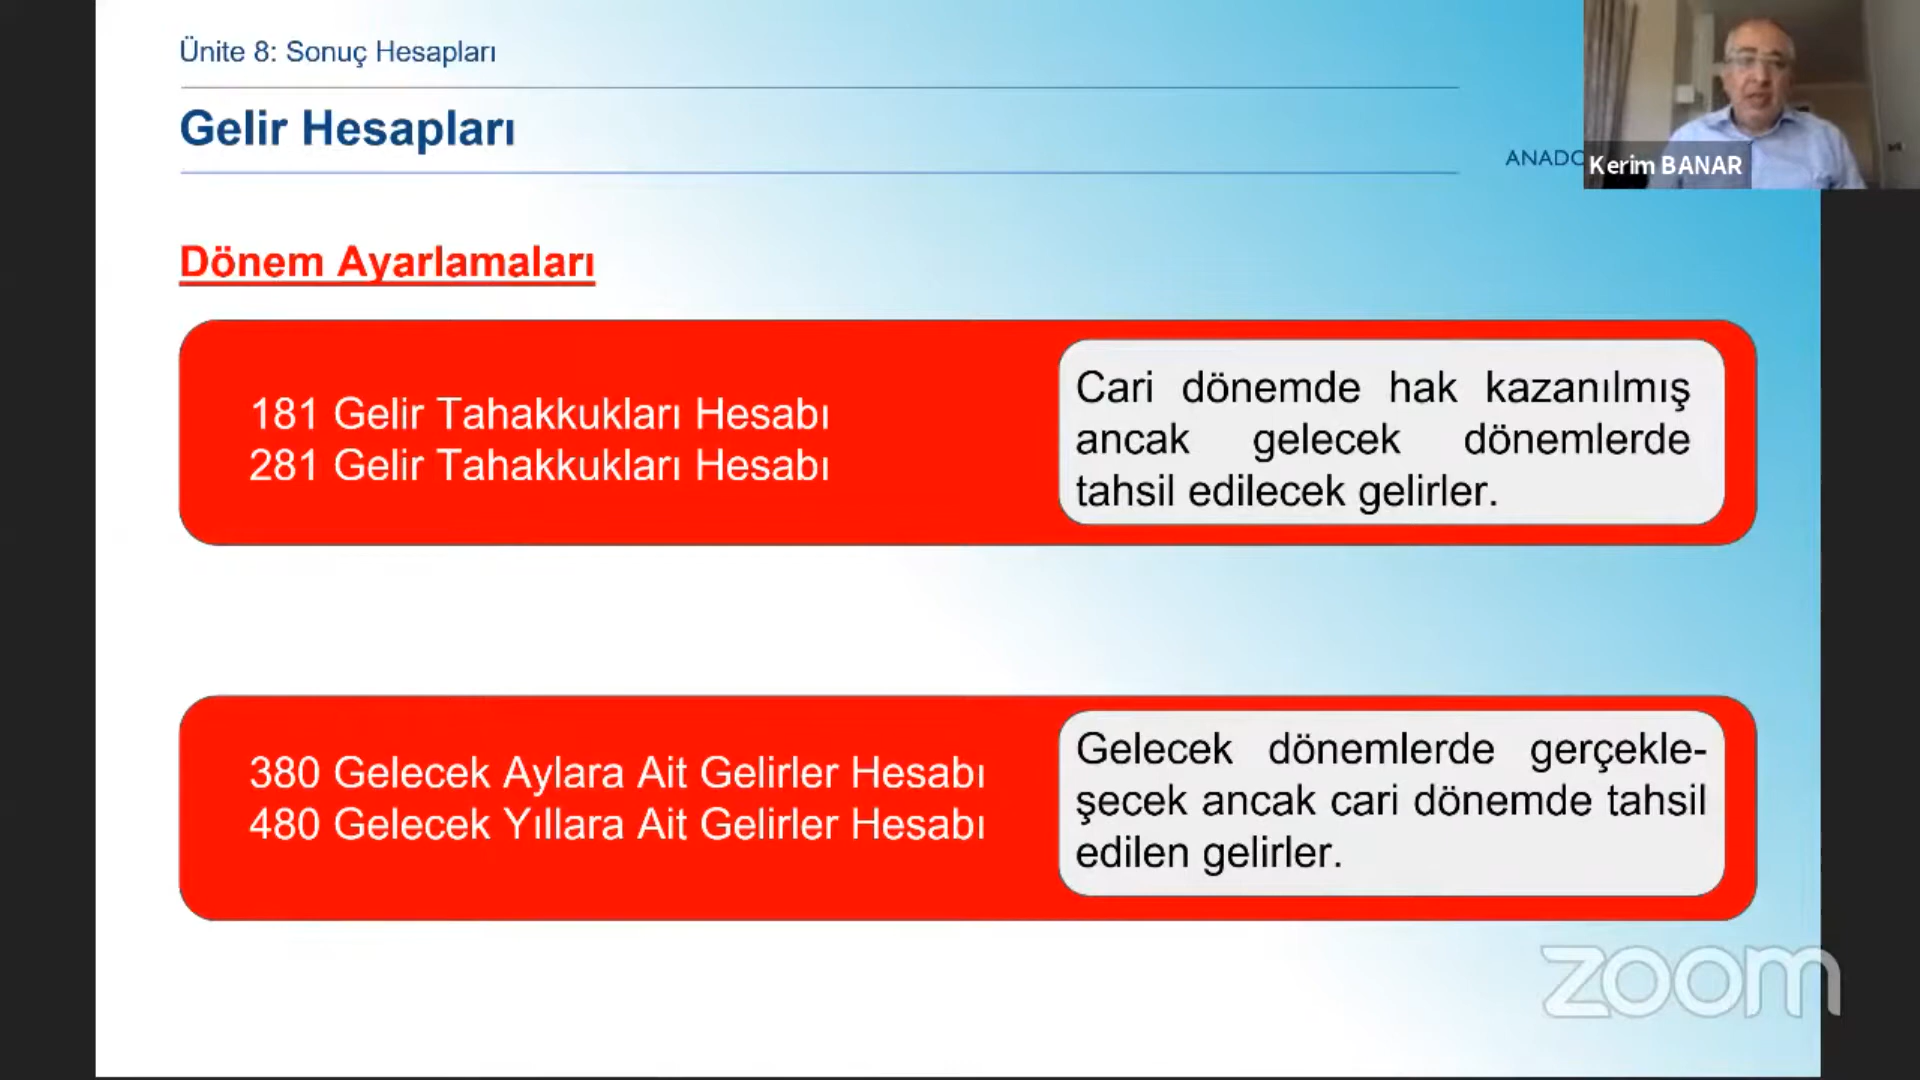 Ünite 8: Sonuç Hesapları
Gelir Hesapları
ANADO
Kerim BANAR
Dönem Ayarlamaları
181 Gelir Tahakkukları Hesabı
281 Gelir Tahakkukları Hesabı
Cari dönemde hak kazanılmış
ancak gelecek dönemlerde
tahsil edilecek gelirler.
380 Gelecek Aylara Ait Gelirler Hesabı
480 Gelecek Yıllara Ait Gelirler Hesabı
Gelecek dönemlerde gerçekle-
şecek ancak cari dönemde tahsil
edilen gelirler.
zoom